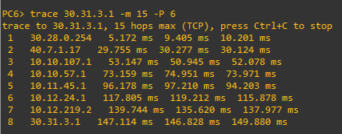 PC6> trace 30.31.3.1 -m 15 -P 6
trace to 30.31.3.1, 15 hops max (TCP), press Ctrl+C to stop
1 30.28.0.254 5.172 ms 9.405 ms 10.201 ms
2 40.7.1.17 29.755 ms 30.277 ms 30.124 ms
3 10.10.107.1 53.147 ms 50.945 ms 52.078 ms
4 10.10.57.1 73.159 ms 74.951 ms 73.971 ms
5 10.11.45.1 96.178 ms 97.210 ms 94.203 ms
6 10.12.24.1 117.805 ms 119.212 ms 115.878 ms
7 10.12.219.2 139.744 ms 135.620 ms 137.977 ms
8 30.31.3.1 147.114 ms 146.828 ms 149.880 ms